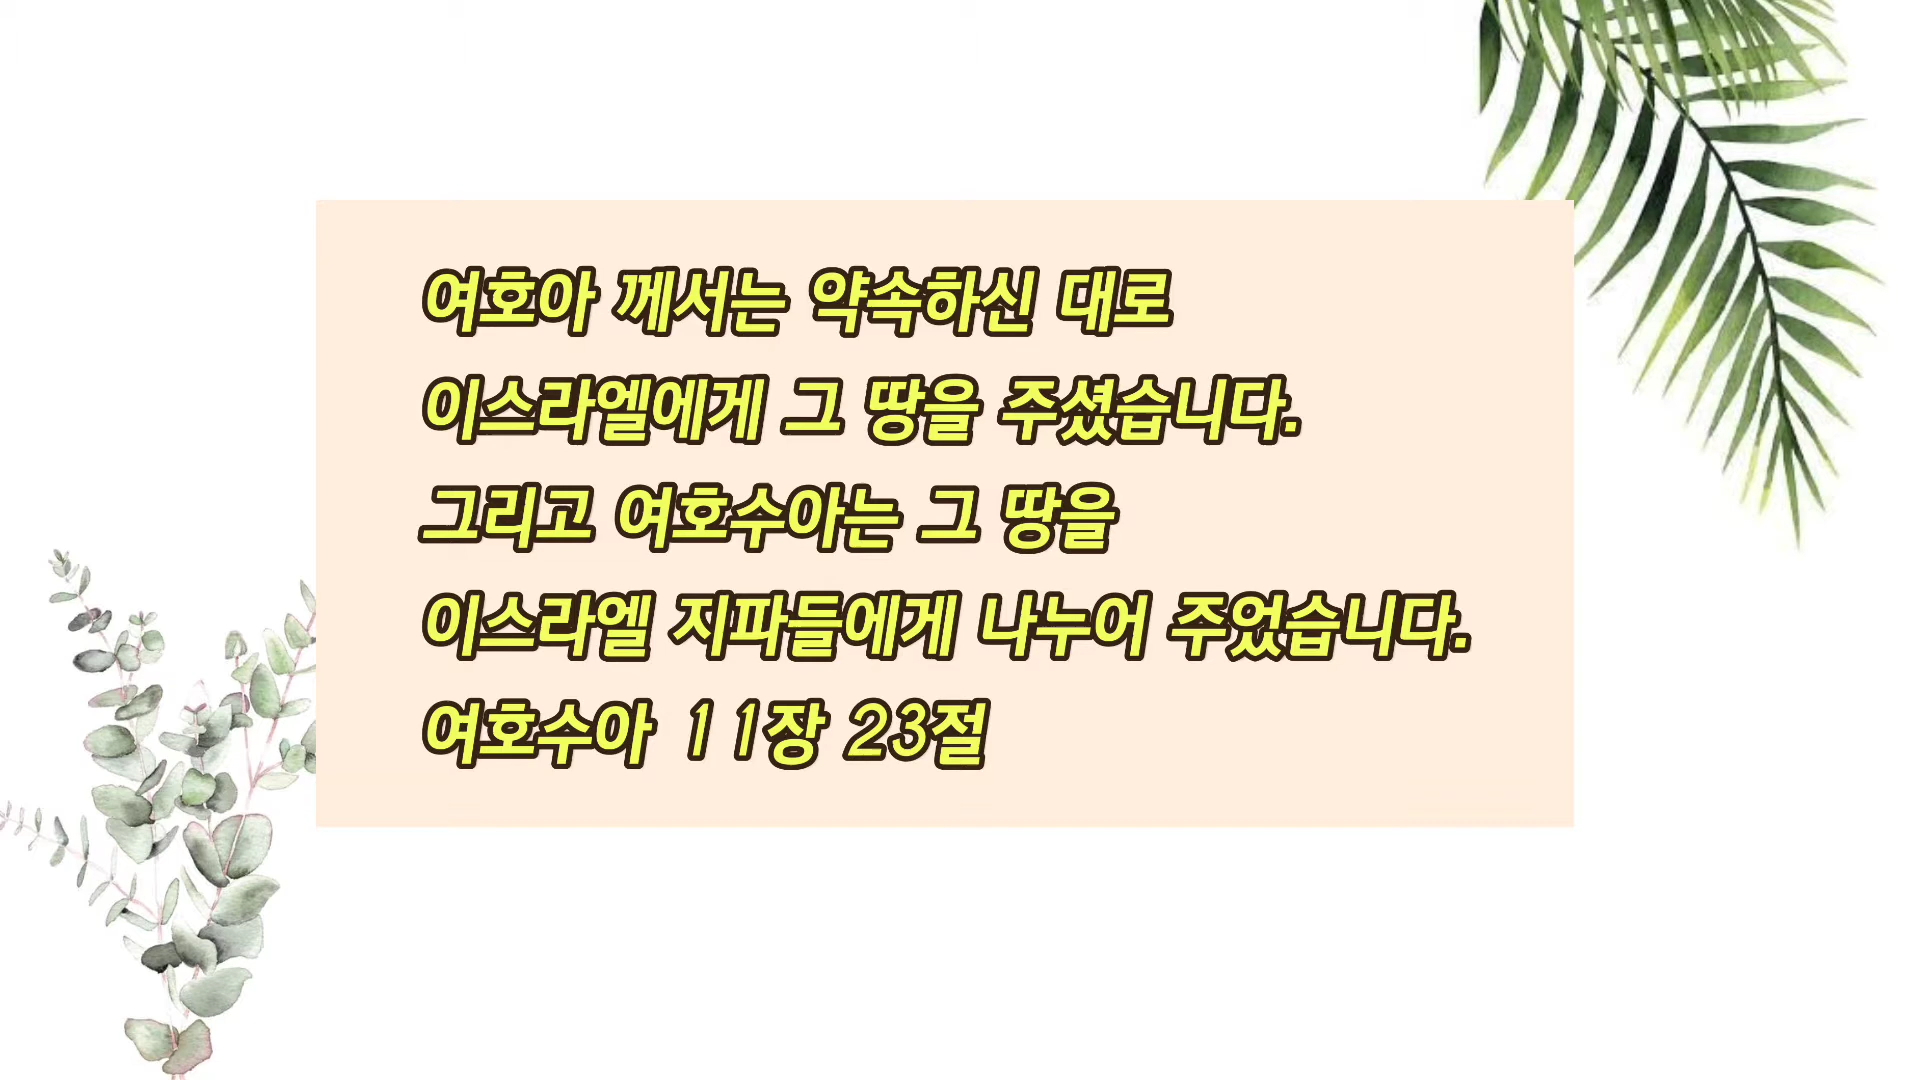 여호아 께서는 약속하신 대로
이스라엘에게 그 땅을 주셨습니다.
그리고 여호수아는 그 땅을
이스라엘 지파들에게 나누어 주었습니다.
여호수아 11장 23절